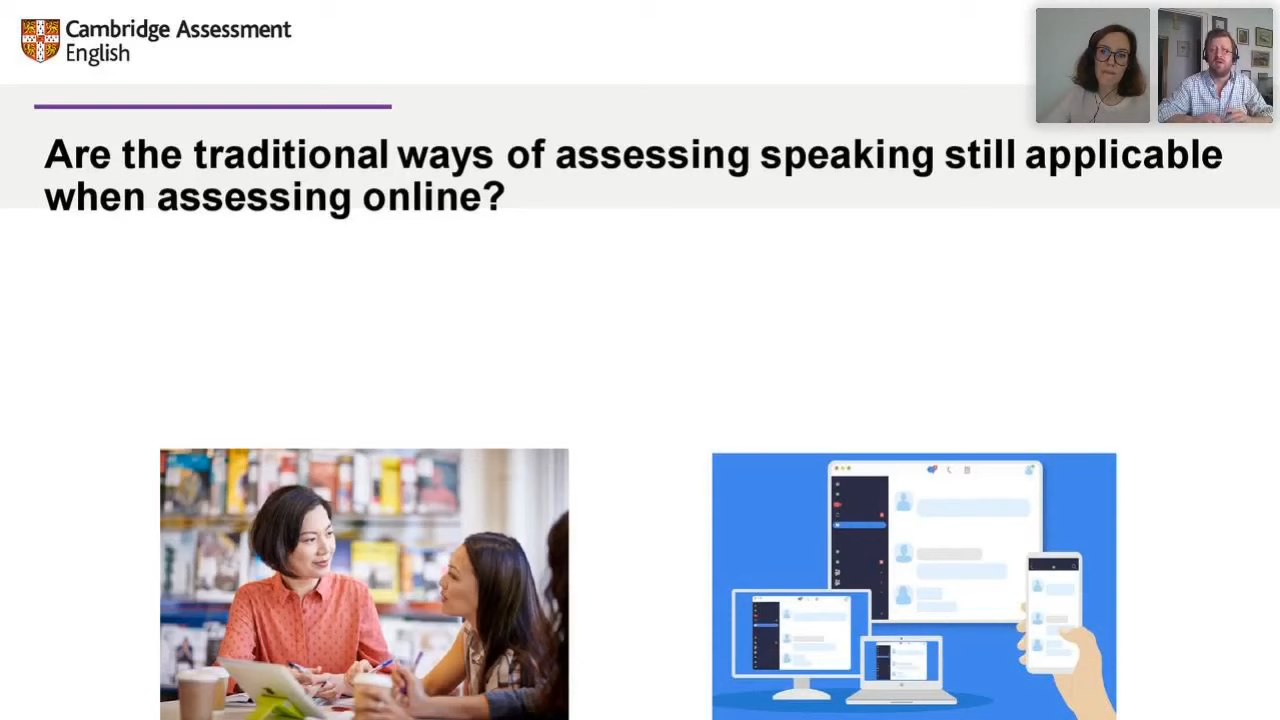 Cambridge Assessment
English
Are the traditional ways of assessing speaking still applicable
when assessing online?